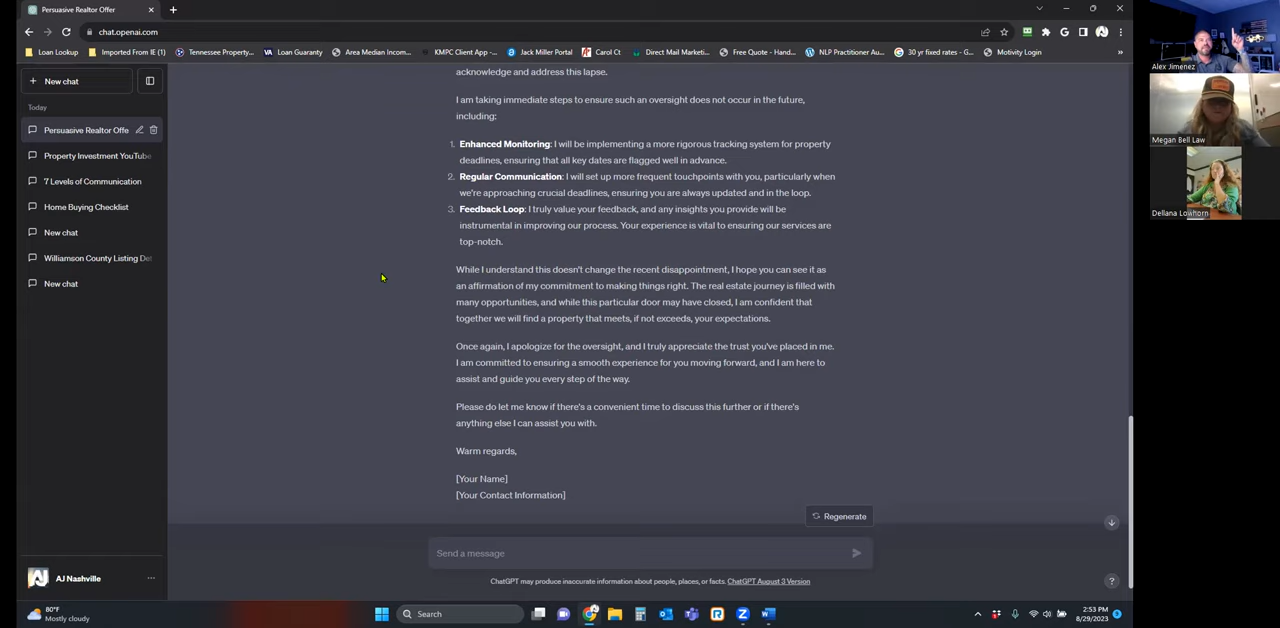 Persuasive Realtor Offer
chat.openai.com
Loan Lookup
Imported From IE (1)
Tennessee Property...
Loan Guaranty
Area Median Incom...
KMPC Client App -...
Jack Miller Portal
Carol Ct
Direct Mail Marketi...
Free Quote - Hand...
NLP Practitioner Au...
30 yr fixed rates - G...
Motivity Login
New chat
Today
Persuasive Realtor Offe
Property Investment YouTube
7 Levels of Communication
Home Buying Checklist
New chat
Williamson County Listing Det
New chat
AJ Nashville
acknowledge and address this lapse.
I am taking immediate steps to ensure such an oversight does not occur in the future,
including:
1. Enhanced Monitoring: I will be implementing a more rigorous tracking system for property
deadlines, ensuring that all key dates are flagged well in advance.
2. Regular Communication: I will set up more frequent touchpoints with you, particularly when
we're approaching crucial deadlines, ensuring you are always updated and in the loop.
3. Feedback Loop: I truly value your feedback, and any insights you provide will be
instrumental in improving our process. Your experience is vital to ensuring our services are
top-notch.
While I understand this doesn't change the recent disappointment, I hope you can see it as
an affirmation of my commitment to making things right. The real estate journey is filled with
many opportunities, and while this particular door may have closed, I am confident that
together we will find a property that meets, if not exceeds, your expectations.
Once again, I apologize for the oversight, and I truly appreciate the trust you've placed in me.
I am committed to ensuring a smooth experience for you moving forward, and I am here to
assist and guide you every step of the way.
Please do let me know if there's a convenient time to discuss this further or if there's
anything else I can assist you with.
Warm regards,
[Your Name]
[Your Contact Information]
Regenerate
Send a message
ChatGPT may produce inaccurate information about people, places, or facts. ChatGPT August 3 Version
80°F
Mostly cloudy
Search
2:53 PM
8/29/2023
Alex Jimenez
Megan Bell Law
Dellana Lowhorn